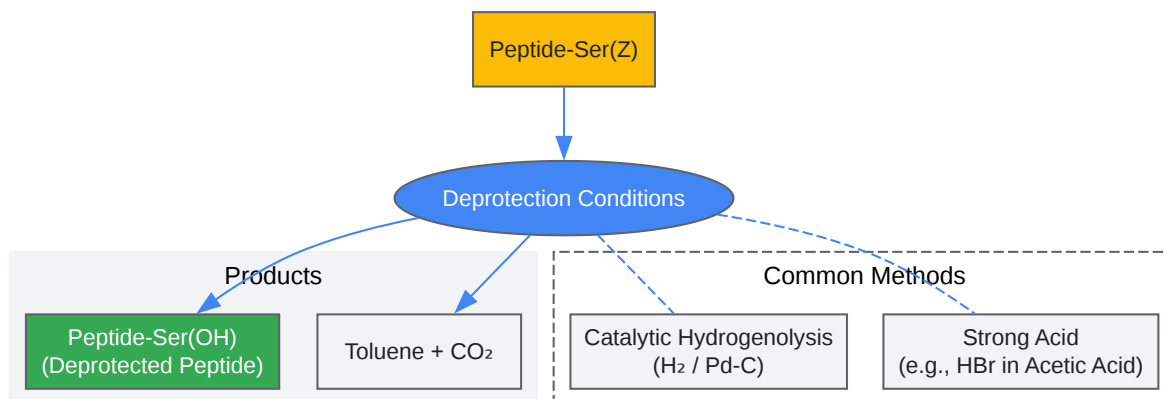 Peptide-Ser(Z)
Deprotection Conditions
Products
Common Methods
Peptide-Ser(OH)
(Deprotected Peptide)
Toluene + CO₂
Catalytic Hydrogenolysis
(H₂ / Pd-C)
Strong Acid
(e.g., HBr in Acetic Acid)